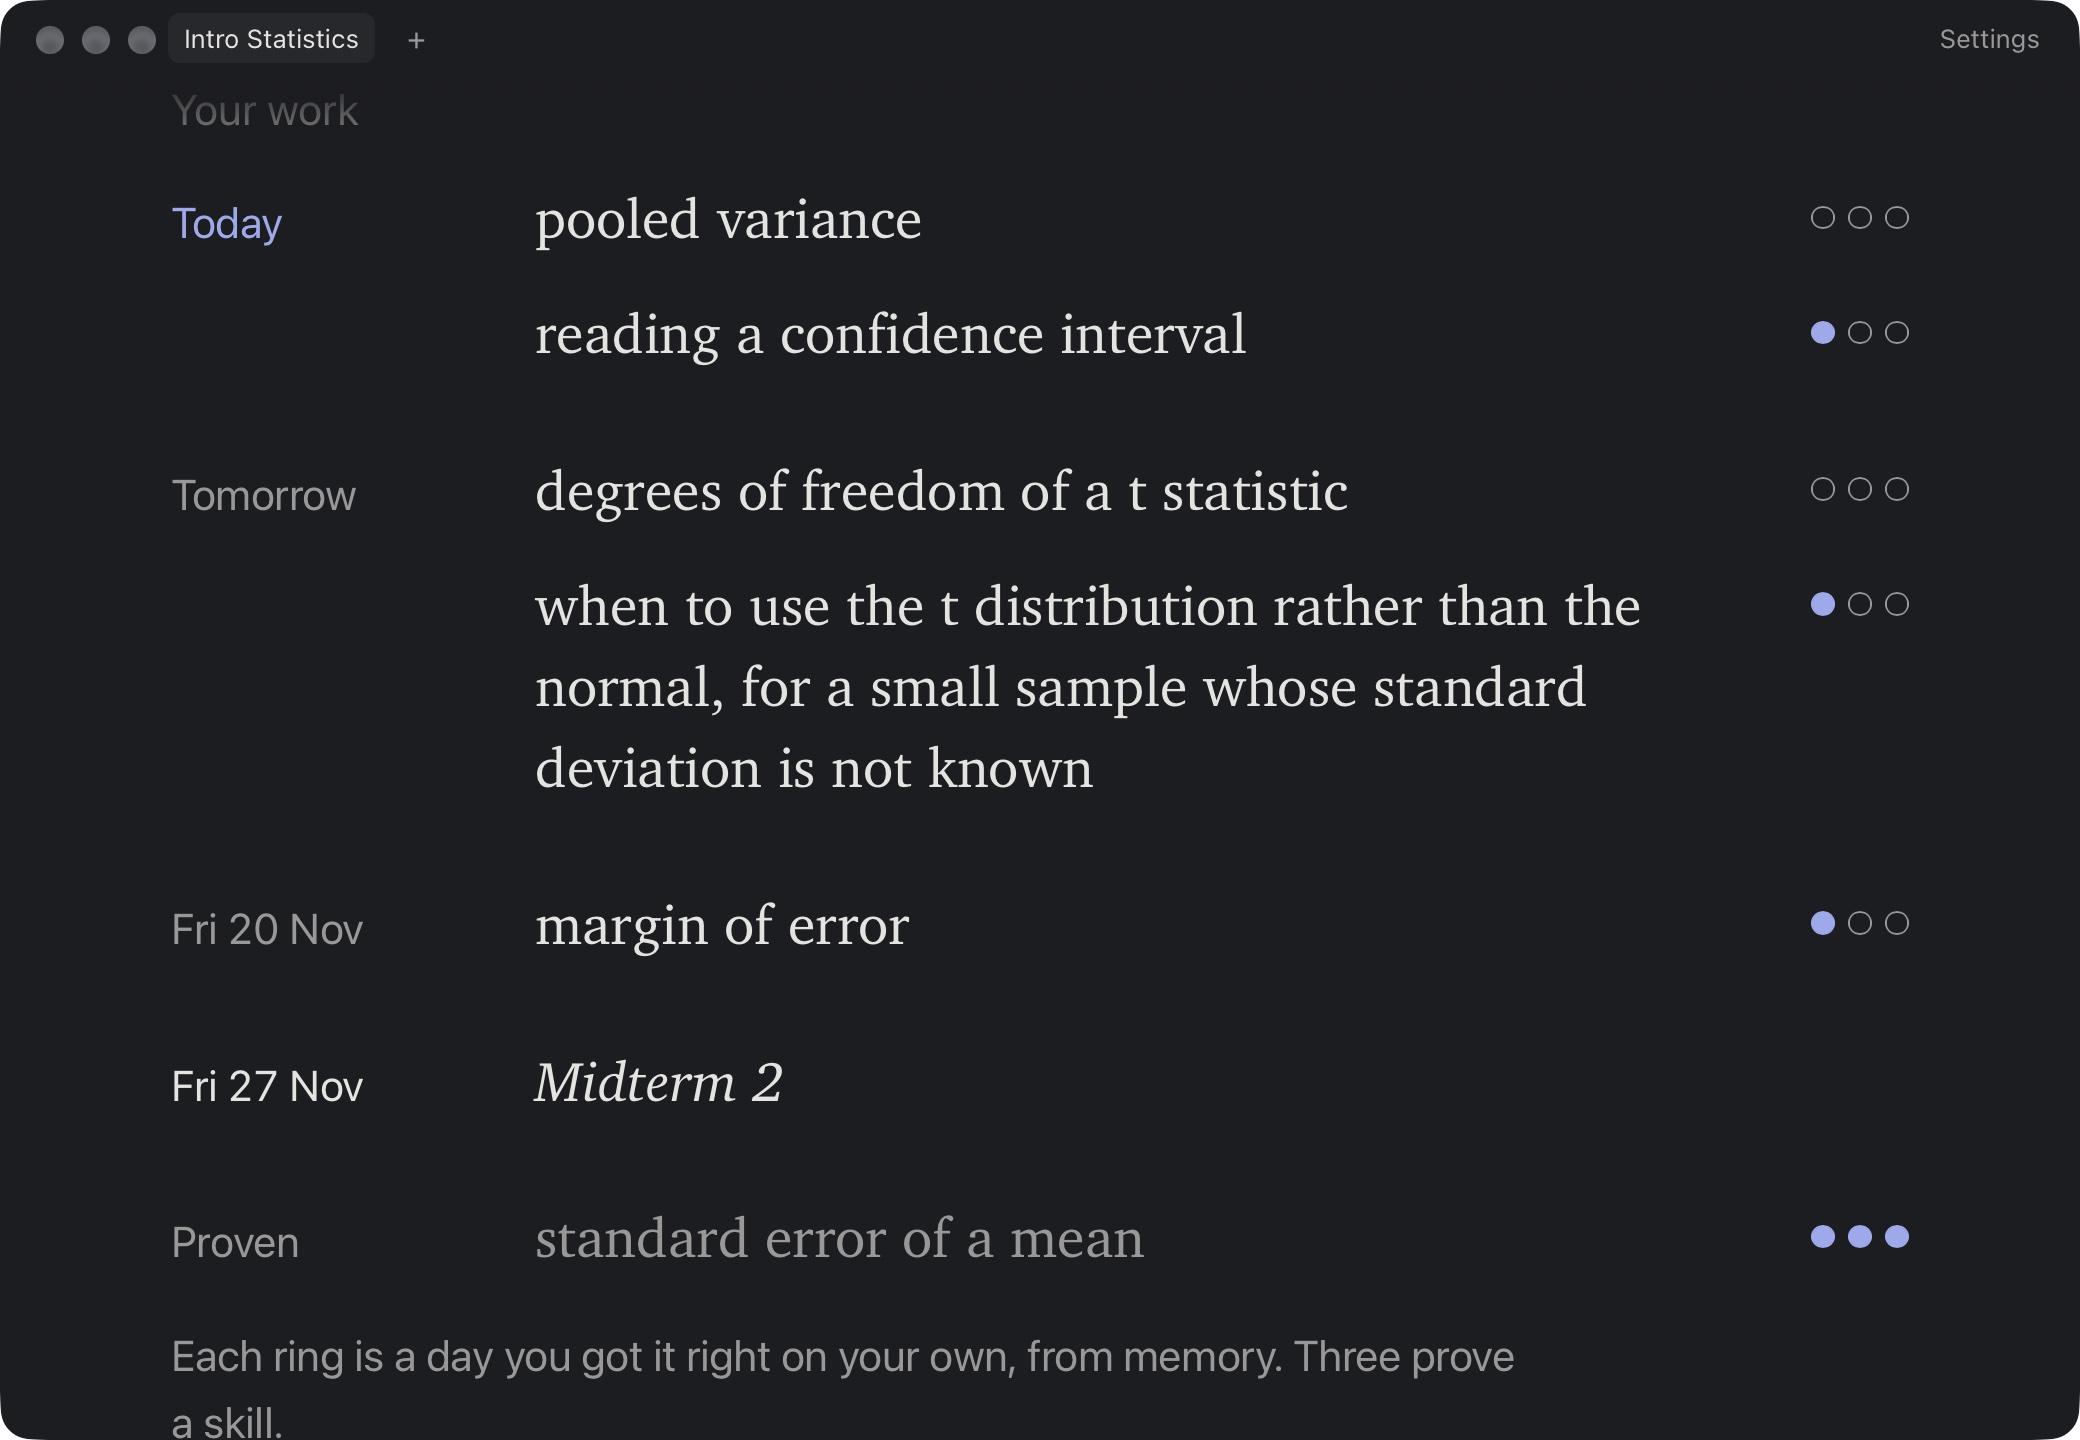 Intro Statistics + Settings
Your work
Today pooled variance
reading a confidence interval
Tomorrow degrees of freedom of a t statistic
when to use the t distribution rather than the
normal, for a small sample whose standard
deviation is not known
Fri 20 Nov margin of error
Fri 27 Nov Midterm 2
Proven standard error of a mean
Each ring is a day you got it right on your own, from memory. Three prove
a skill.